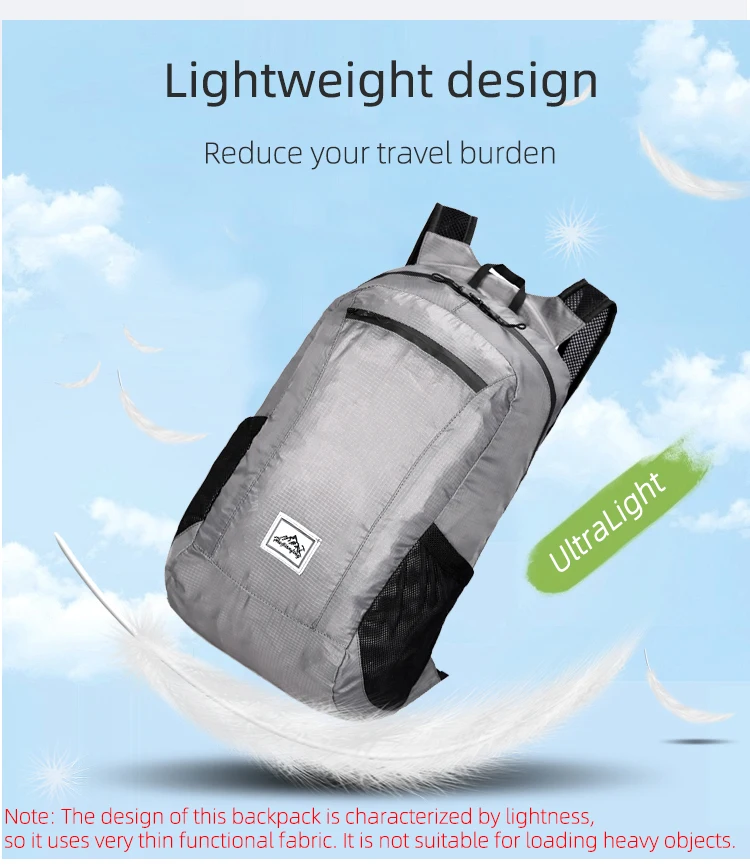 Lightweight design
Reduce your travel burden
UltraLight
Note: The design of this backpack is characterized by lightness,
so it uses very thin functional fabric. It is not suitable for loading heavy objects.